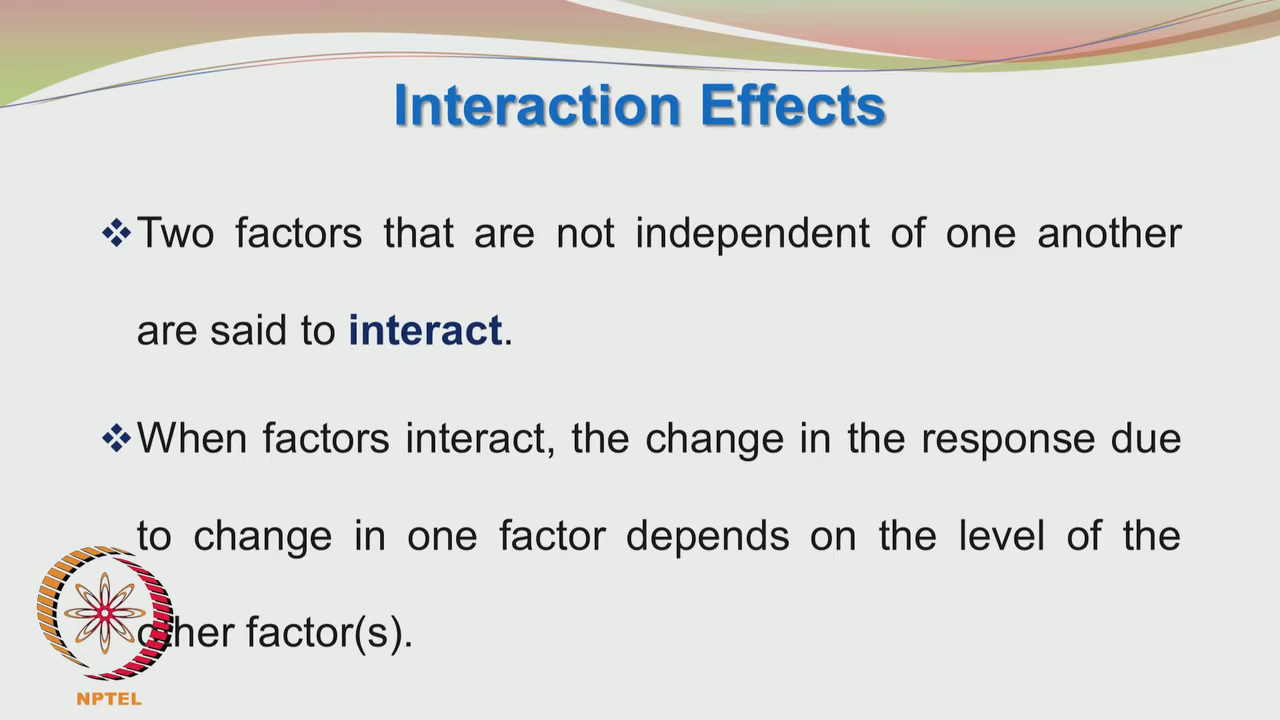 Interaction Effects
Two factors that are not independent of one another
are said to interact.
When factors interact, the change in the response due
to change in one factor depends on the level of the
other factor(s).
NPTEL